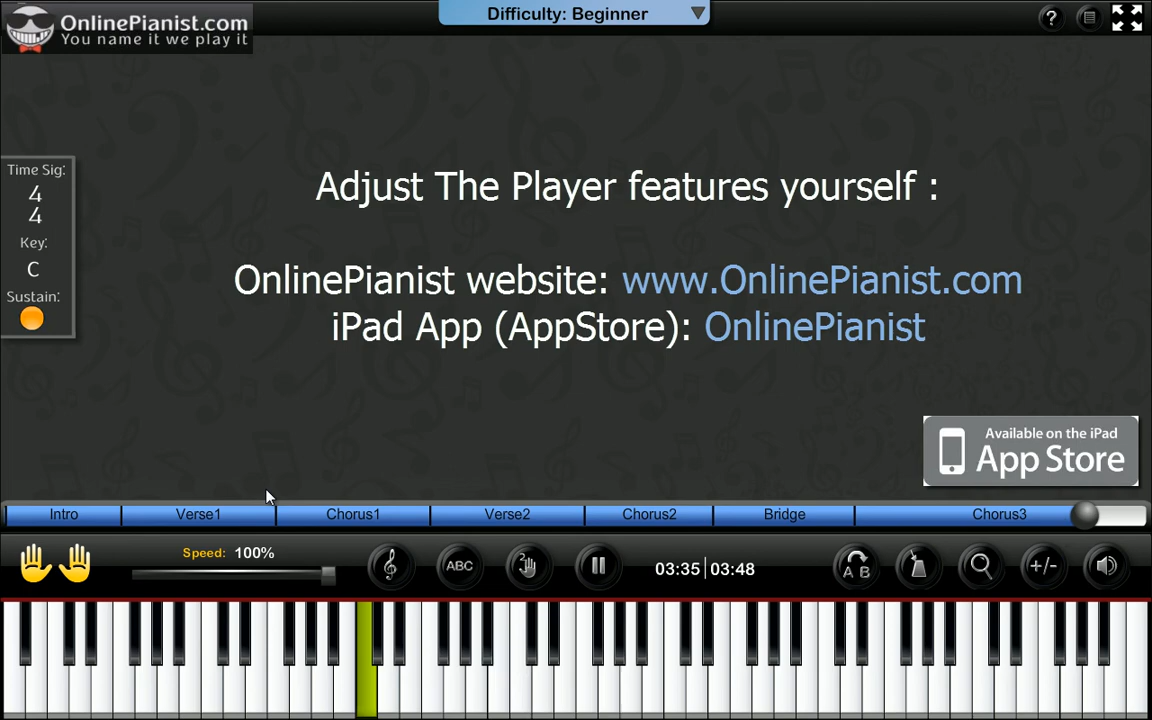 OnlinePianist.com
You name it we play it
Difficulty: Beginner
?
Time Sig:
4
4
Key:
C
Sustain:
Adjust The Player features yourself :
OnlinePianist website: www.OnlinePianist.com
iPad App (AppStore): OnlinePianist
Available on the iPad
App Store
Intro Verse1 Chorus1 Verse2 Chorus2 Bridge Chorus3
Speed: 100%
ABC
2
03:35 03:48
A B
+/-